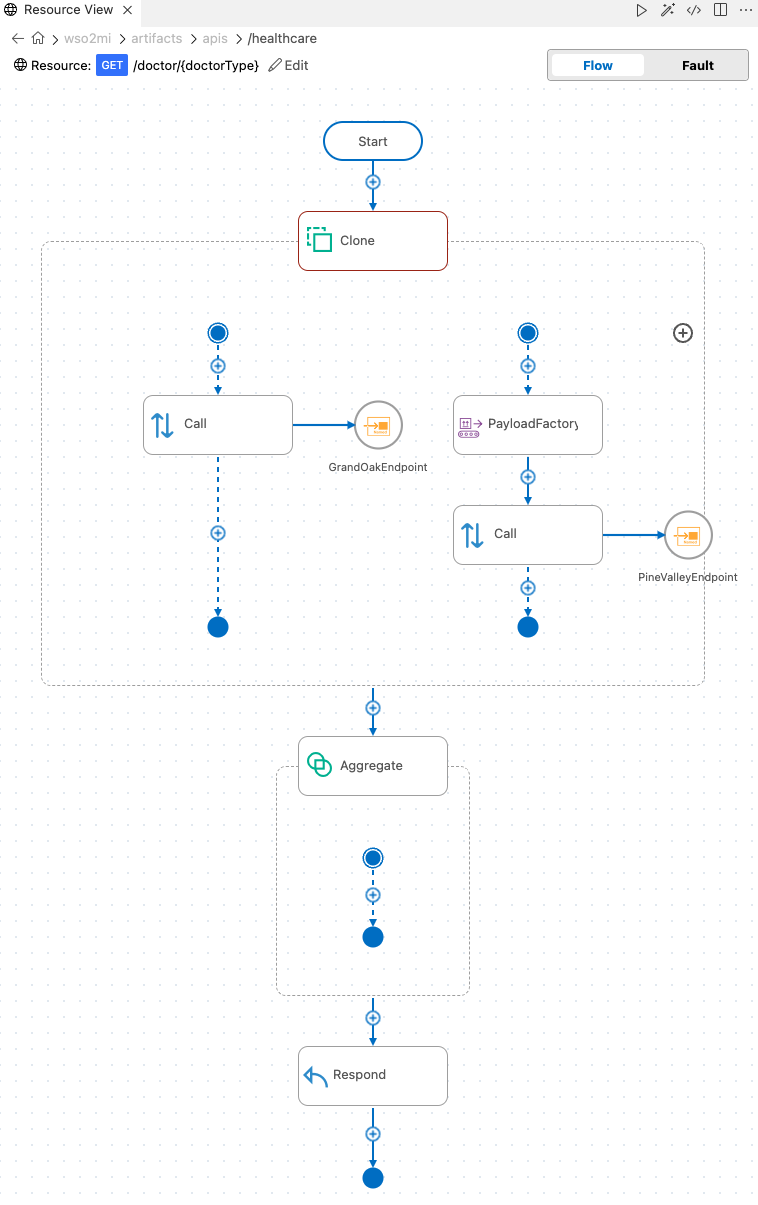 Resource View
wso2mi artifacts apis /healthcare
Resource: GET /doctor/{doctorType} Edit
Flow Fault
Start
Clone
Call
GrandOakEndpoint
PayloadFactory
Call
PineValleyEndpoint
Aggregate
Respond